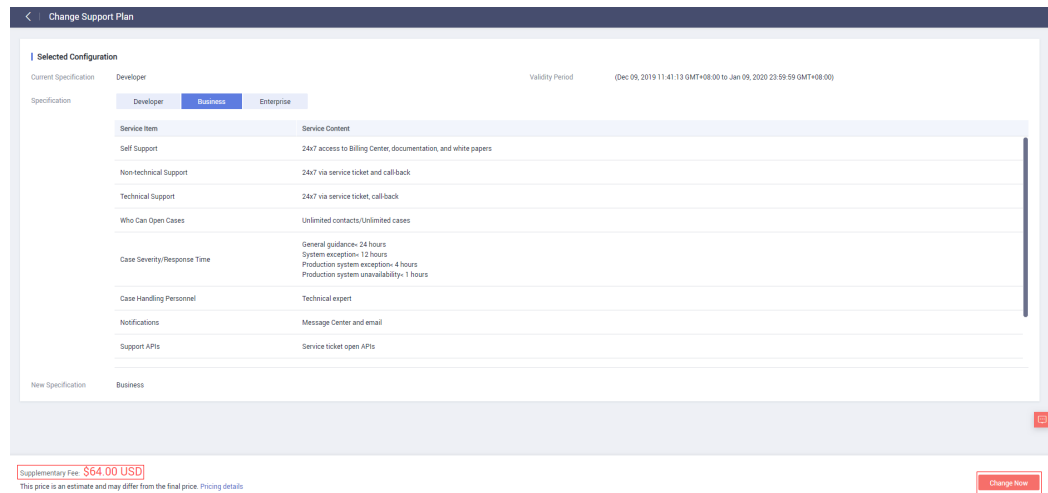 Change Support Plan
Selected Configuration
Current Specification Developer Validity Period (Dec 09, 2019 11:41:13 GMT+08:00 to Jan 09, 2020 23:59:59 GMT+08:00)
Specification Developer Business Enterprise
Service Item Service Content
Self Support 24x7 access to Billing Center, documentation, and white papers
Non-technical Support 24x7 via service ticket and call-back
Technical Support 24x7 via service ticket, call-back
Who Can Open Cases Unlimited contacts/Unlimited cases
General guidance< 24 hours
System exception< 12 hours
Case Severity/Response Time
Production system exception< 4 hours
Production system unavailability< 1 hours
Case Handling Personnel Technical expert
Notifications Message Center and email
Support APIs Service ticket open APIs
New Specification Business
Supplementary Fee: $64.00 USD
This price is an estimate and may differ from the final price. Pricing details
Change Now